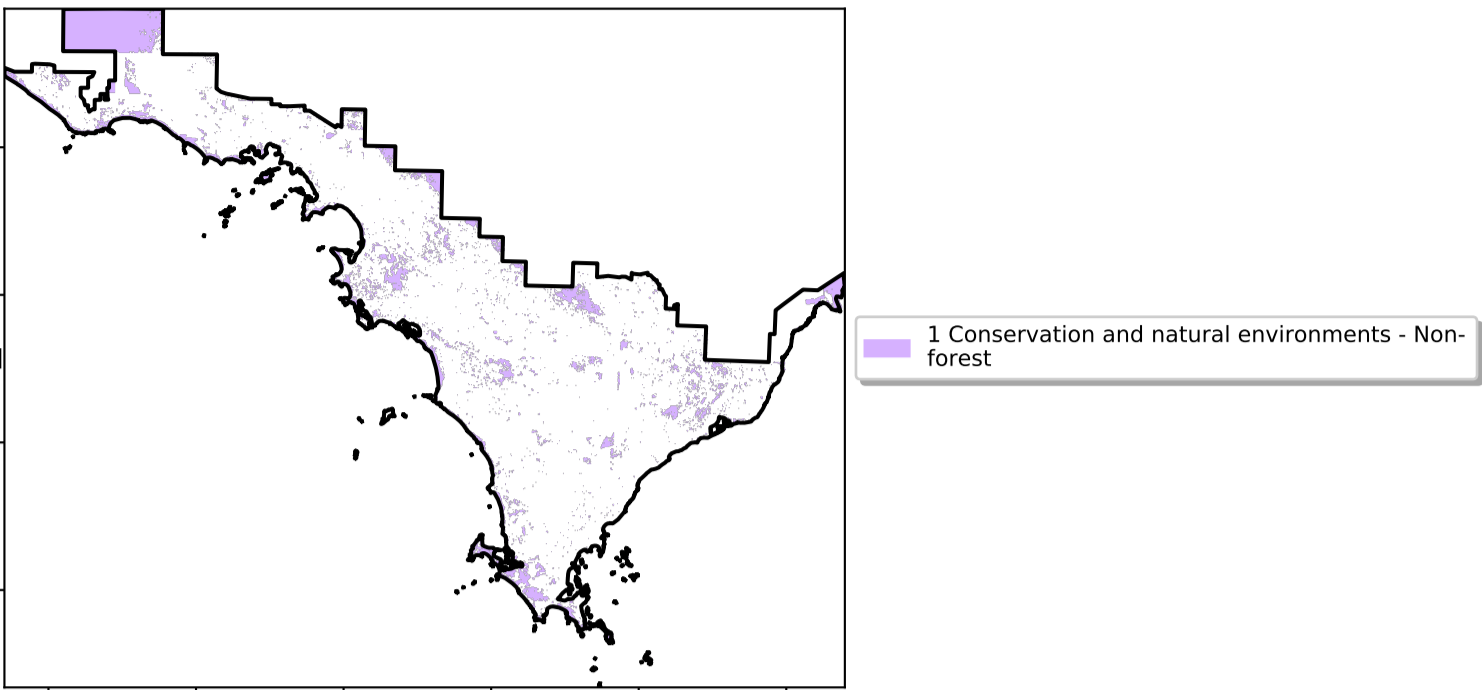 1 Conservation and natural environments - Non-
forest